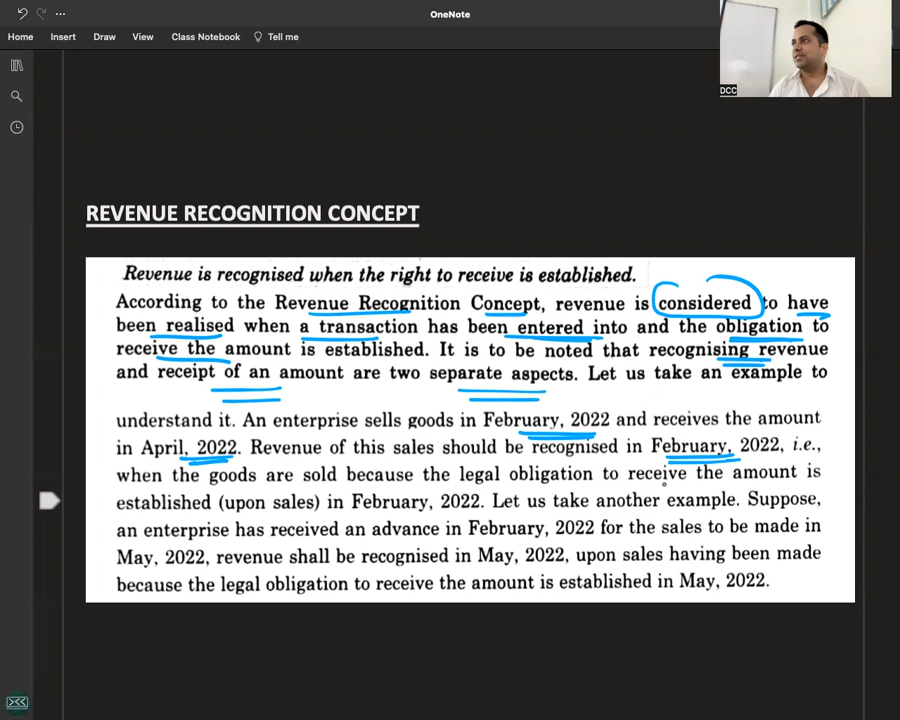 OneNote
Home Insert Draw View Class Notebook Tell me
DCC
REVENUE RECOGNITION CONCEPT
Revenue is recognised when the right to receive is established.
According to the Revenue Recognition Concept, revenue is considered to have
been realised when a transaction has been entered into and the obligation to
receive the amount is established. It is to be noted that recognising revenue
and receipt of an amount are two separate aspects. Let us take an example to
understand it. An enterprise sells goods in February, 2022 and receives the amount
in April, 2022. Revenue of this sales should be recognised in February, 2022, i.e.,
when the goods are sold because the legal obligation to receive the amount is
established (upon sales) in February, 2022. Let us take another example. Suppose,
an enterprise has received an advance in February, 2022 for the sales to be made in
May, 2022, revenue shall be recognised in May, 2022, upon sales having been made
because the legal obligation to receive the amount is established in May, 2022.